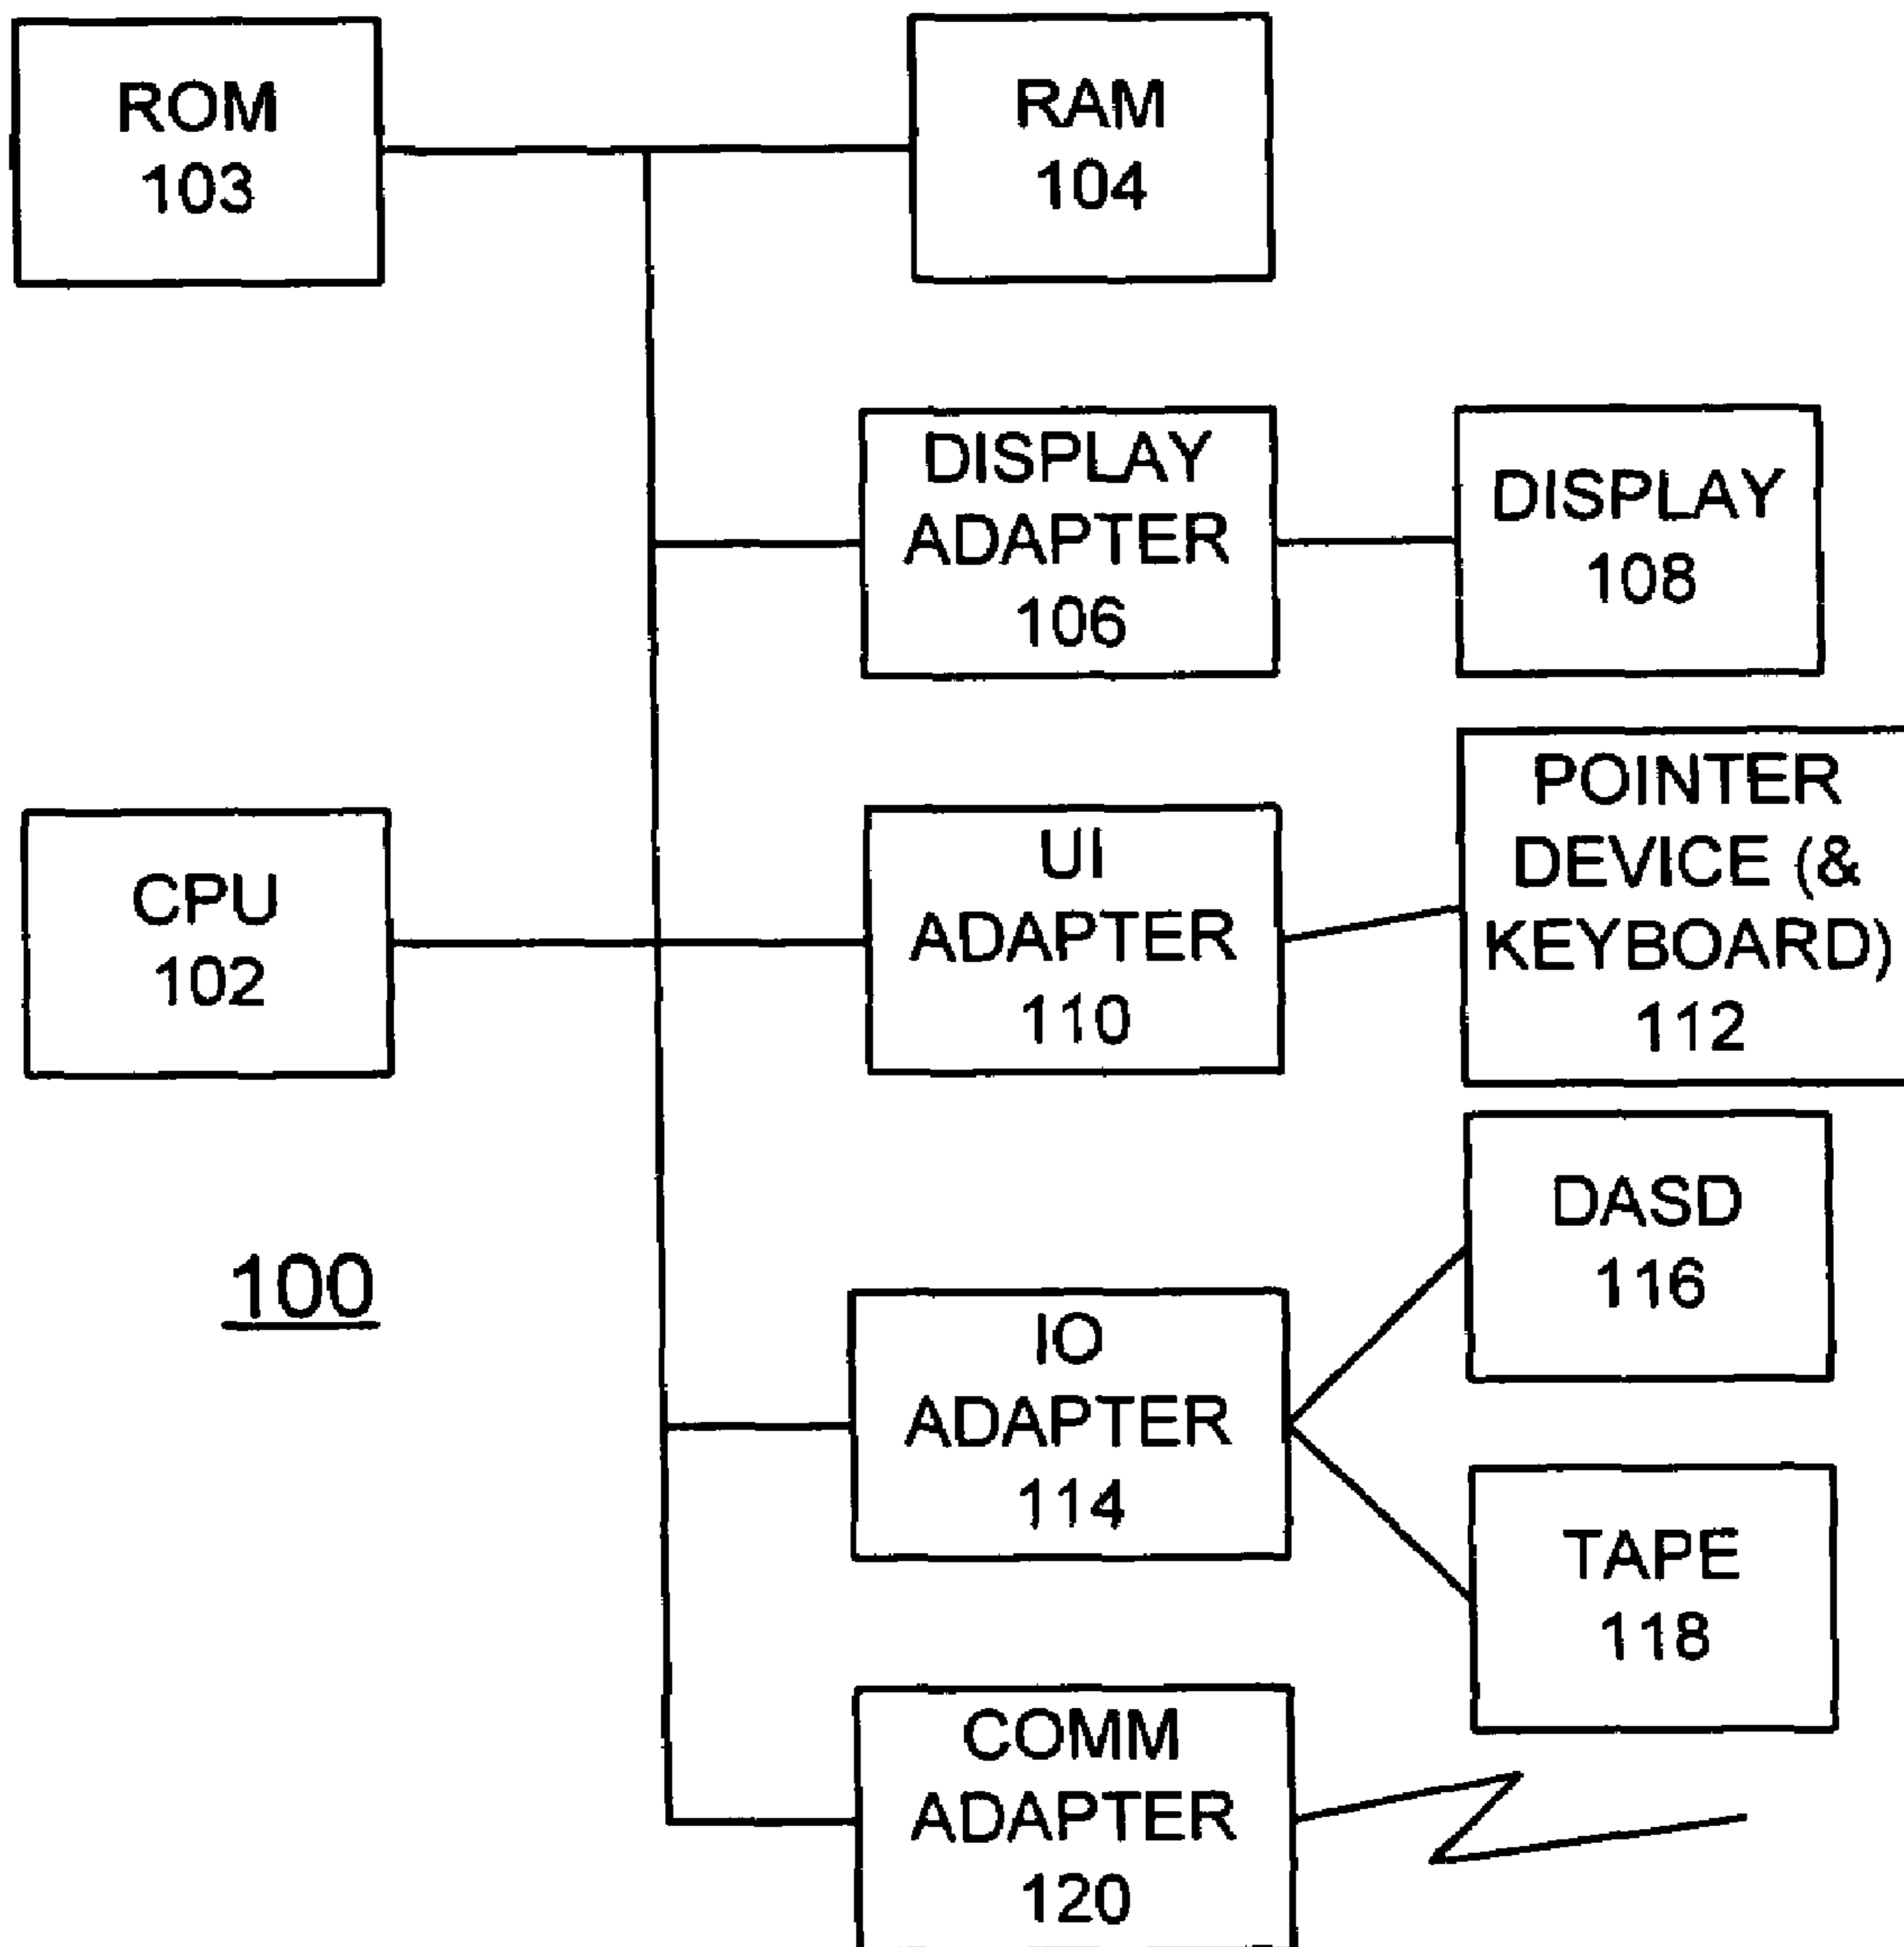 ROM
103
RAM
104
DISPLAY
ADAPTER
106
DISPLAY
108
CPU
102
UI
ADAPTER
110
POINTER
DEVICE (&
KEYBOARD)
112
100
IO
ADAPTER
114
DASD
116
TAPE
118
COMM
ADAPTER
120